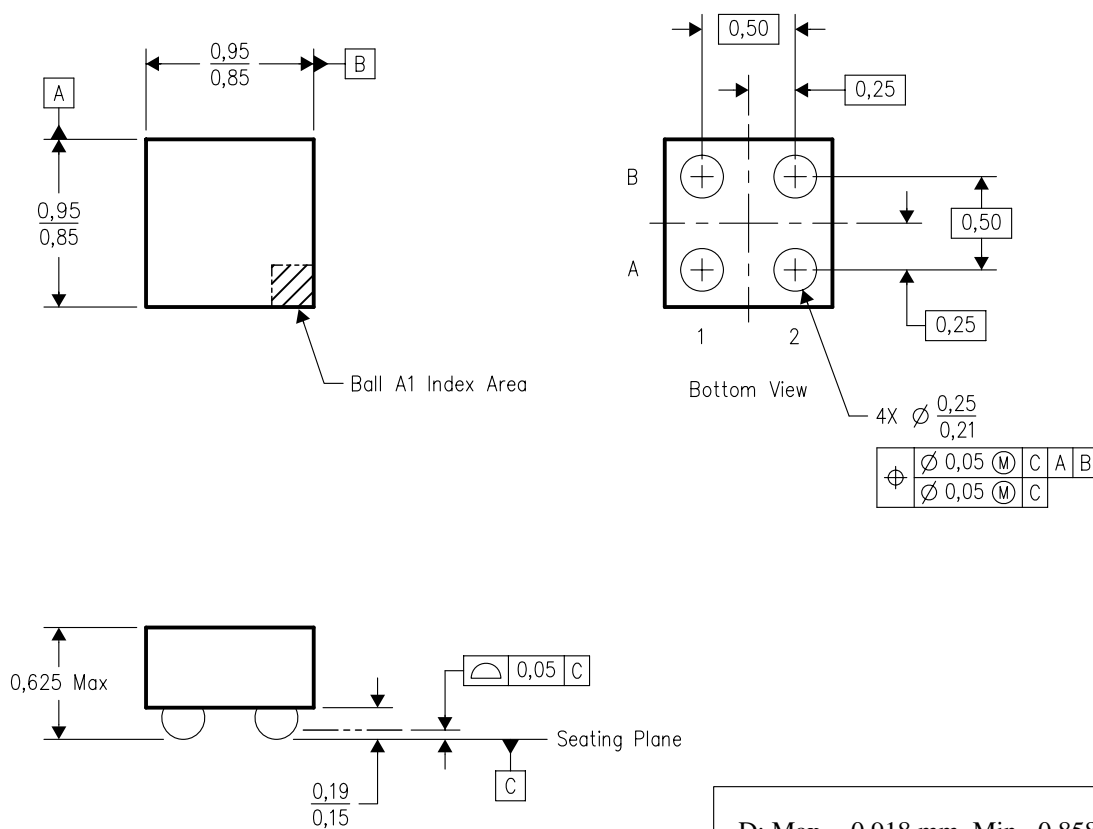 0,95
0,85
B
A
0,95
0,85
Ball A1 Index Area
0,50
0,25
B
A
0,50
0,25
1 2
Bottom View
4X Ø 0,25
0,21
⌖ Ø 0,05 Ⓜ C A B
Ø 0,05 Ⓜ C
0,625 Max
⌓ 0,05 C
Seating Plane
C
0,19
0,15